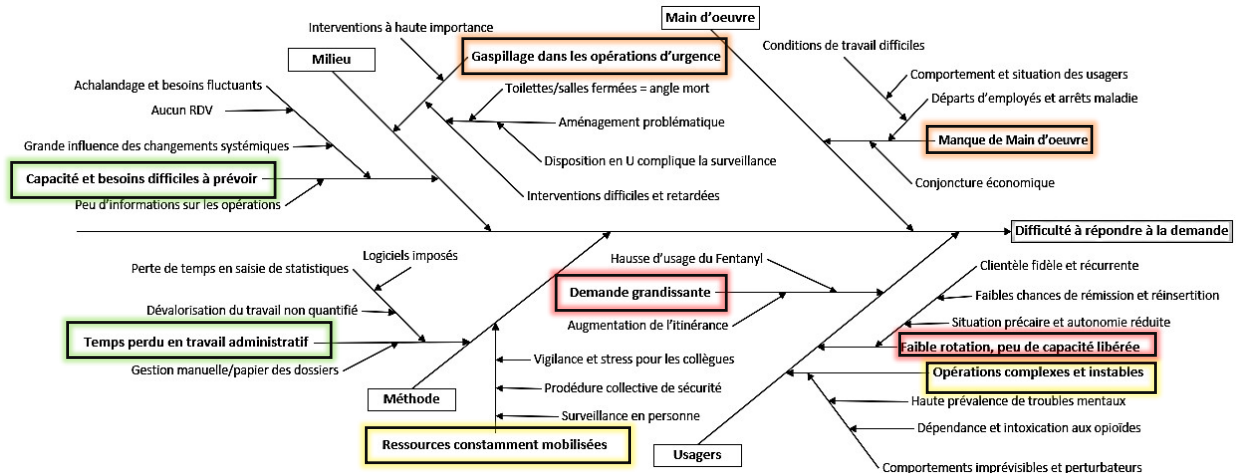 Main d'oeuvre
Interventions à haute importance
Gaspillage dans les opérations d'urgence
Conditions de travail difficiles
Milieu
Comportement et situation des usagers
Achalandage et besoins fluctuants
Toilettes/salles fermées = angle mort
Départs d'employés et arrêts maladie
Aucun RDV
Aménagement problématique
Manque de Main d'oeuvre
Grande influence des changements systémiques
Disposition en U complique la surveillance
Capacité et besoins difficiles à prévoir
Conjoncture économique
Interventions difficiles et retardées
Peu d'informations sur les opérations
Difficulté à répondre à la demande
Logiciels imposés
Hausse d'usage du Fentanyl
Perte de temps en saisie de statistiques
Clientèle fidèle et récurrente
Demande grandissante
Faibles chances de rémission et réinsertition
Dévalorisation du travail non quantifié
Augmentation de l'itinérance
Situation précaire et autonomie réduite
Temps perdu en travail administratif
Faible rotation, peu de capacité libérée
Vigilance et stress pour les collègues
Gestion manuelle/papier des dossiers
Opérations complexes et instables
Prodédure collective de sécurité
Méthode
Haute prévalence de troubles mentaux
Surveillance en personne
Dépendance et intoxication aux opioïdes
Ressources constamment mobilisées
Usagers
Comportements imprévisibles et perturbateurs